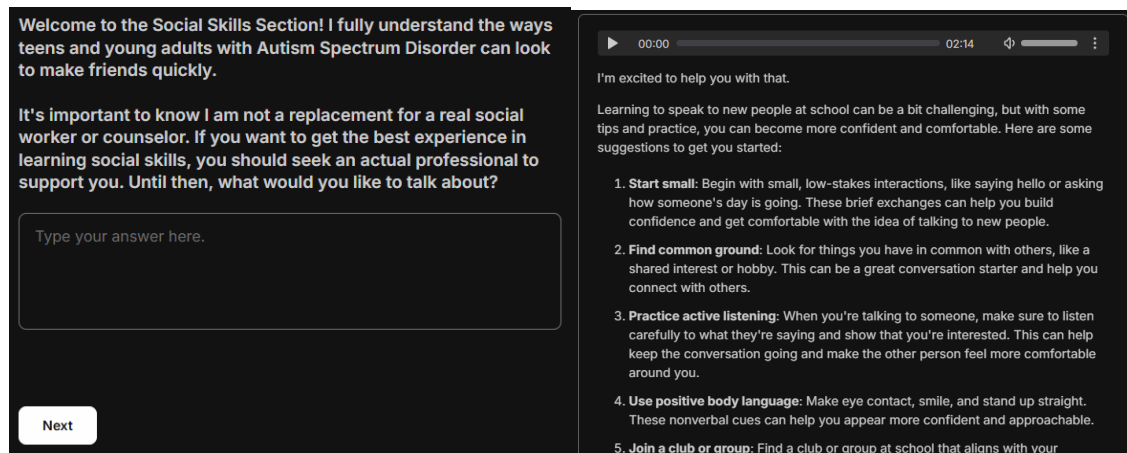 Welcome to the Social Skills Section! I fully understand the ways
teens and young adults with Autism Spectrum Disorder can look
to make friends quickly.
It's important to know I am not a replacement for a real social
worker or counselor. If you want to get the best experience in
learning social skills, you should seek an actual professional to
support you. Until then, what would you like to talk about?
Type your answer here.
Next
00:00 02:14
I'm excited to help you with that.
Learning to speak to new people at school can be a bit challenging, but with some
tips and practice, you can become more confident and comfortable. Here are some
suggestions to get you started:
1. Start small: Begin with small, low-stakes interactions, like saying hello or asking
how someone's day is going. These brief exchanges can help you build
confidence and get comfortable with the idea of talking to new people.
2. Find common ground: Look for things you have in common with others, like a
shared interest or hobby. This can be a great conversation starter and help you
connect with others.
3. Practice active listening: When you're talking to someone, make sure to listen
carefully to what they're saying and show that you're interested. This can help
keep the conversation going and make the other person feel more comfortable
around you.
4. Use positive body language: Make eye contact, smile, and stand up straight.
These nonverbal cues can help you appear more confident and approachable.
5. Join a club or group: Find a club or group at school that aligns with your